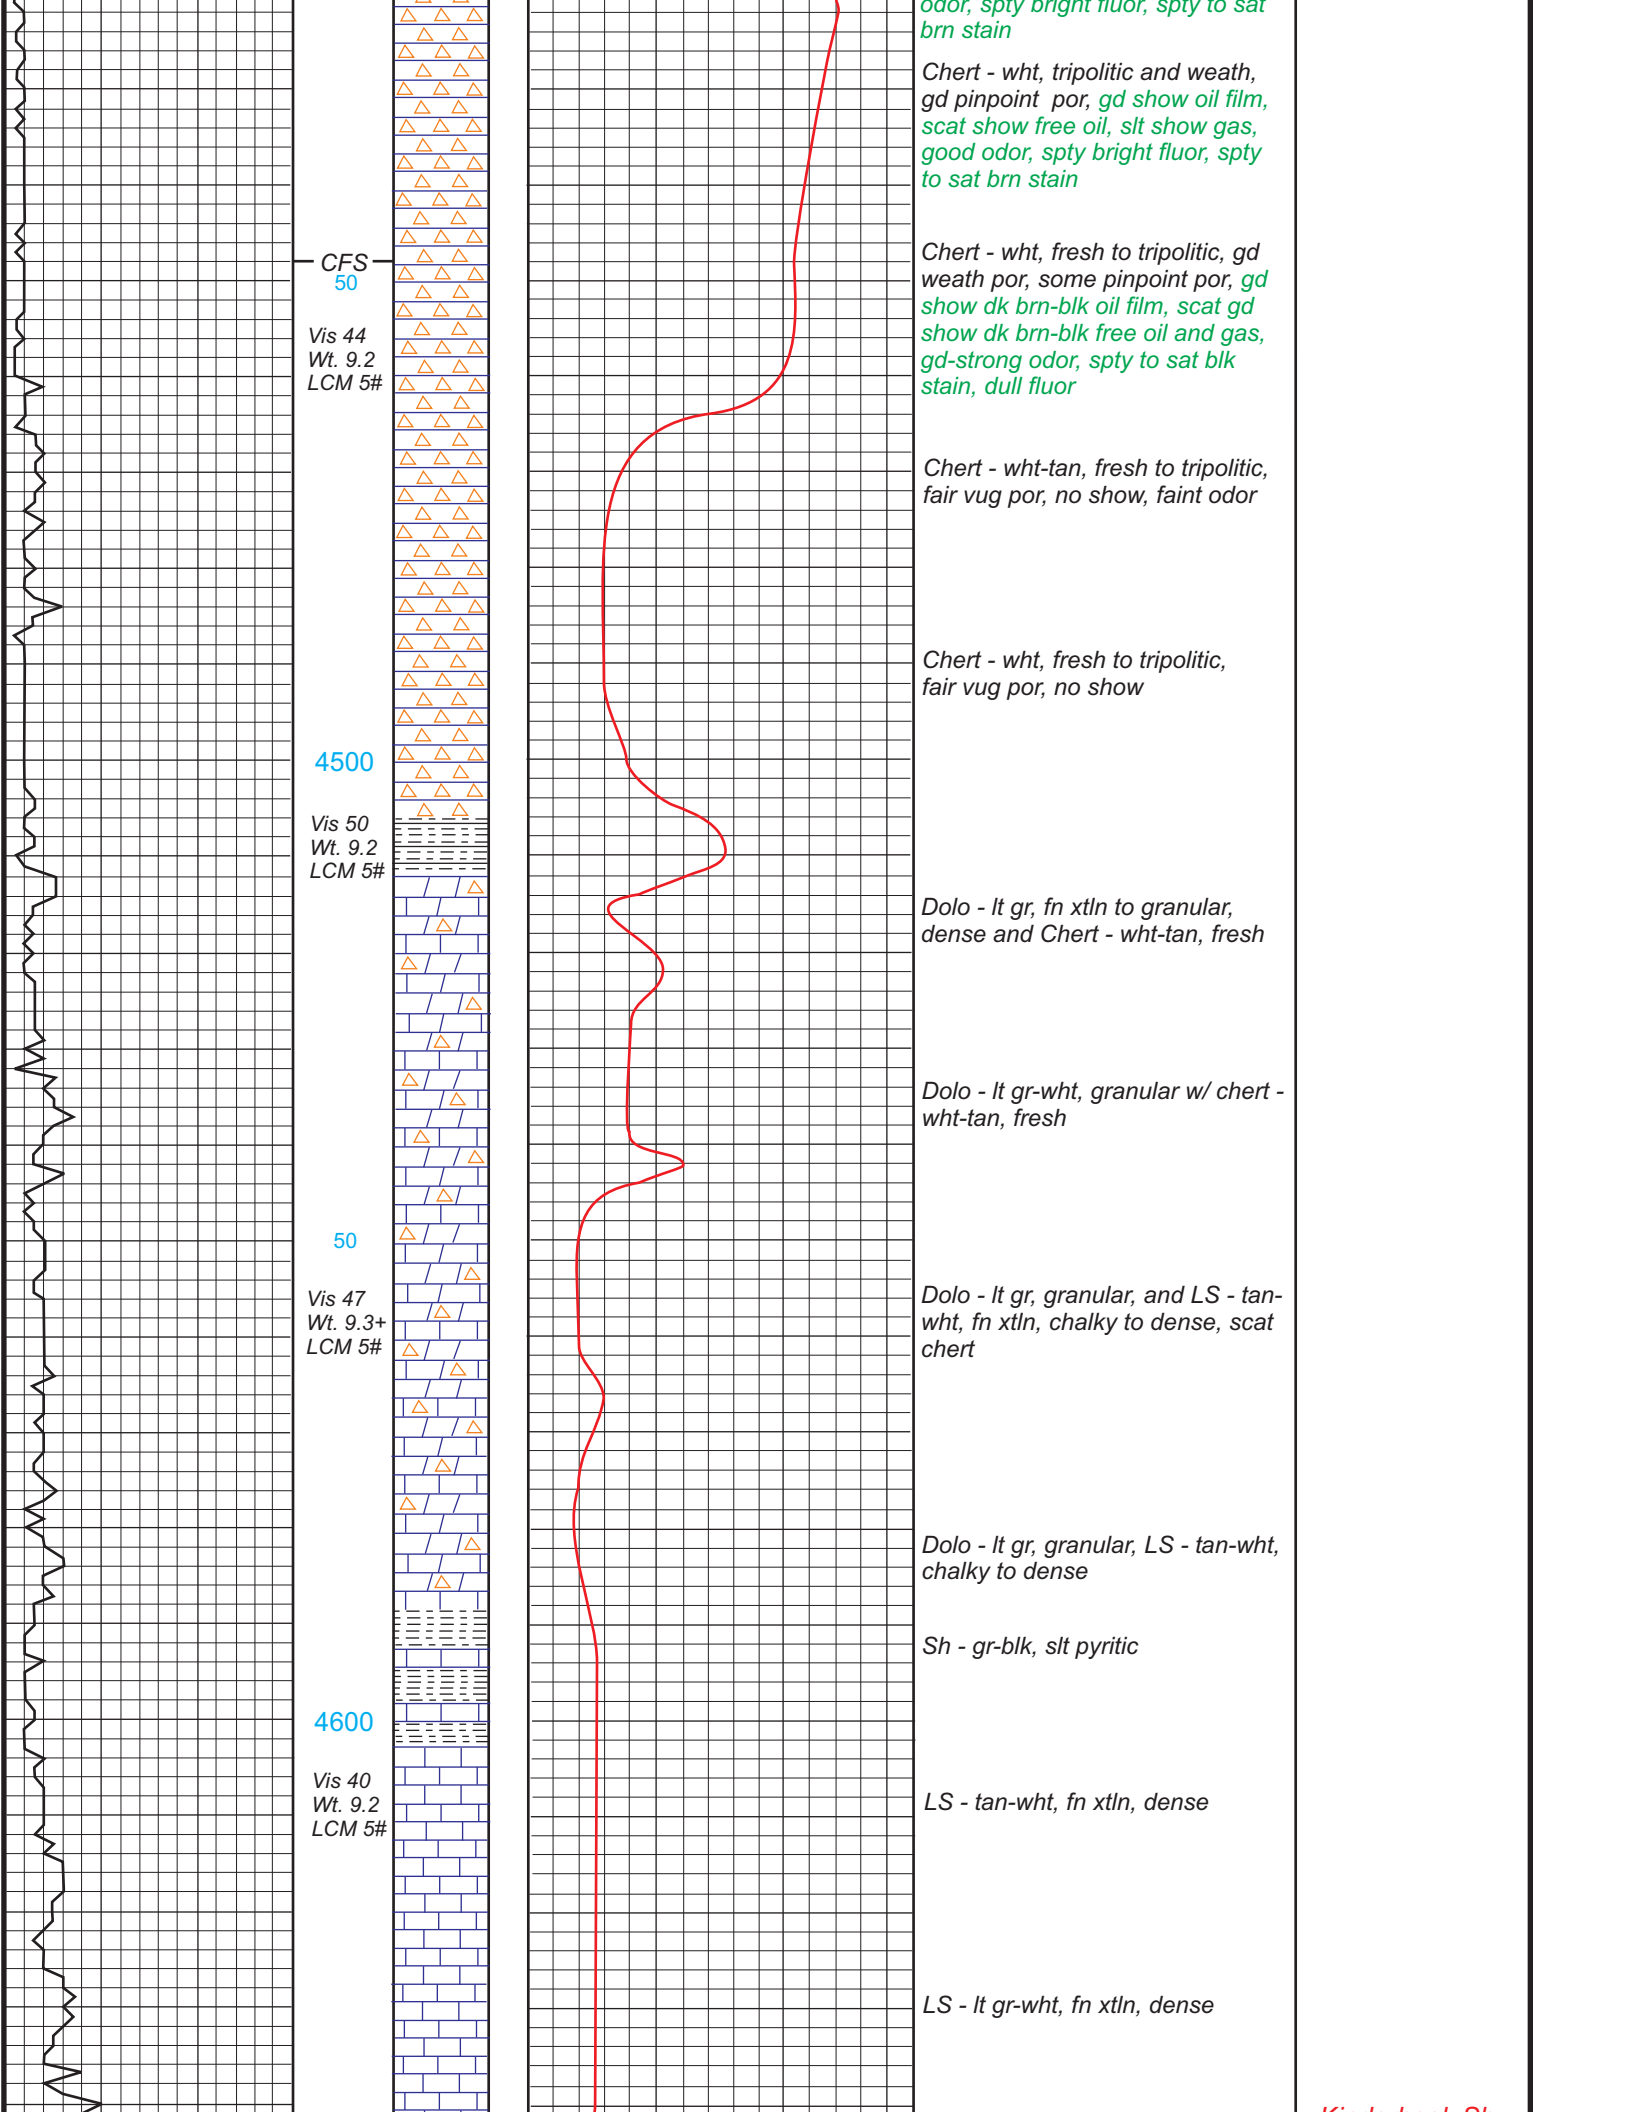 odor, spty bright fluor, spty to sat
brn stain
Chert - wht, tripolitic and weath,
gd pinpoint por, gd show oil film,
scat show free oil, slt show gas,
good odor, spty bright fluor, spty
to sat brn stain
CFS
50
Chert - wht, fresh to tripolitic, gd
weath por, some pinpoint por, gd
show dk brn-blk oil film, scat gd
show dk brn-blk free oil and gas,
gd-strong odor, spty to sat blk
stain, dull fluor
Vis 44
Wt. 9.2
LCM 5#
Chert - wht-tan, fresh to tripolitic,
fair vug por, no show, faint odor
Chert - wht, fresh to tripolitic,
fair vug por, no show
4500
Vis 50
Wt. 9.2
LCM 5#
Dolo - lt gr, fn xtln to granular,
dense and Chert - wht-tan, fresh
Dolo - lt gr-wht, granular w/ chert -
wht-tan, fresh
50
Vis 47
Wt. 9.3+
LCM 5#
Dolo - lt gr, granular, and LS - tan-
wht, fn xtln, chalky to dense, scat
chert
Dolo - lt gr, granular, LS - tan-wht,
chalky to dense
Sh - gr-blk, slt pyritic
4600
Vis 40
Wt. 9.2
LCM 5#
LS - tan-wht, fn xtln, dense
LS - lt gr-wht, fn xtln, dense